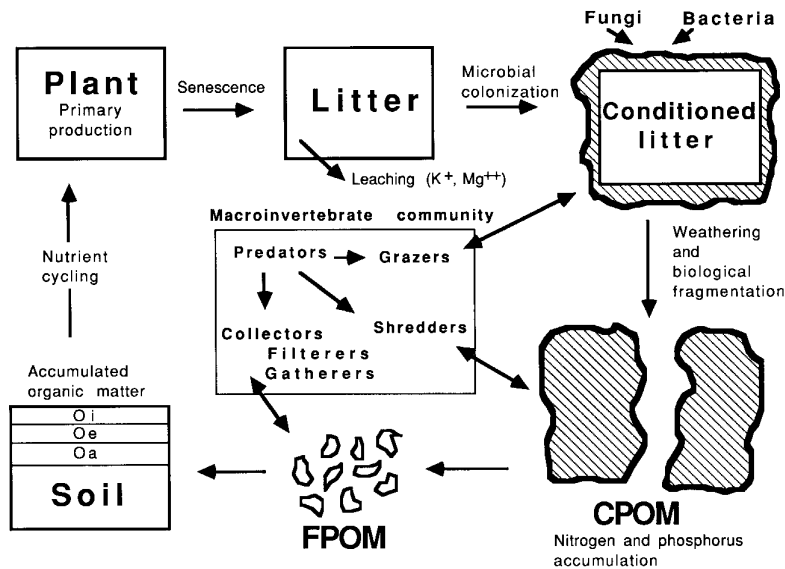 Fungi
Bacteria
Plant
Primary
production
Senescence
Litter
Microbial
colonization
Conditioned
litter
Leaching (K+, Mg++)
Macroinvertebrate community
Predators
Grazers
Collectors
Filterers
Gatherers
Shredders
Weathering
and
biological
fragmentation
Nutrient
cycling
Accumulated
organic matter
Oi
Oe
Oa
Soil
FPOM
CPOM
Nitrogen and phosphorus
accumulation